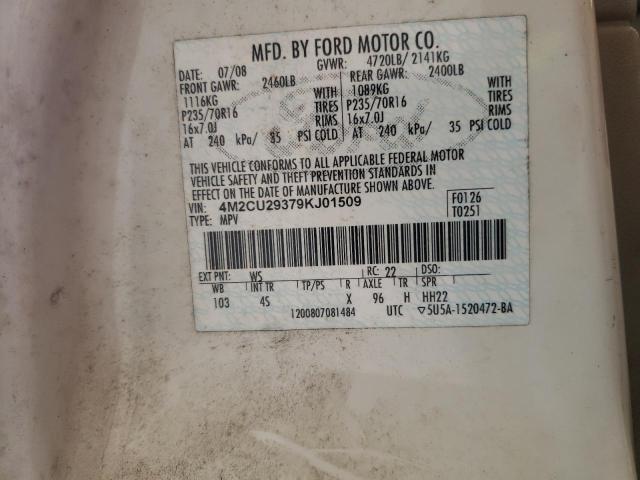 MFD. BY FORD MOTOR CO.
DATE: 07/08 GVWR: 4720LB/ 2141KG
FRONT GAWR: 2460LB REAR GAWR: 2400LB
1116KG WITH 1089KG WITH
P235/70R16 TIRES P235/70R16 TIRES
16x7.0J RIMS 16x7.0J RIMS
AT 240 kPa/ 35 PSI COLD AT 240 kPa/ 35 PSI COLD
THIS VEHICLE CONFORMS TO ALL APPLICABLE FEDERAL MOTOR
VEHICLE SAFETY AND THEFT PREVENTION STANDARDS IN
EFFECT ON THE DATE OF MANUFACTURE SHOWN ABOVE.
VIN: 4M2CU29379KJ01509 F0126
TYPE: MPV T0251
EXT PNT: WS RC: 22 DSO:
WB INT TR TP/PS R AXLE TR SPR
103 4S X 96 H HH22
1200807081484 UTC ▽5U5A-1520472-BA